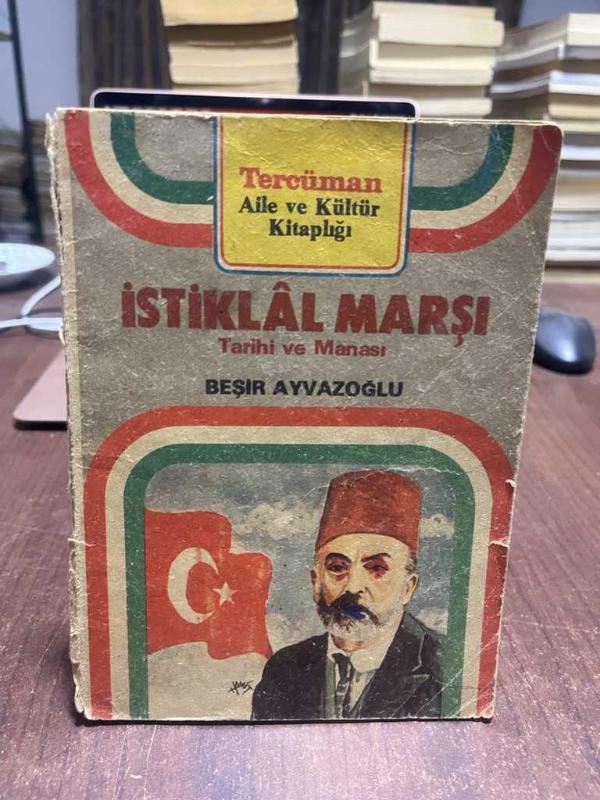 Tercüman
Aile ve Kültür
Kitaplığı
İSTİKLÂL MARŞI
Tarihi ve Manası
BEŞİR AYVAZOĞLU